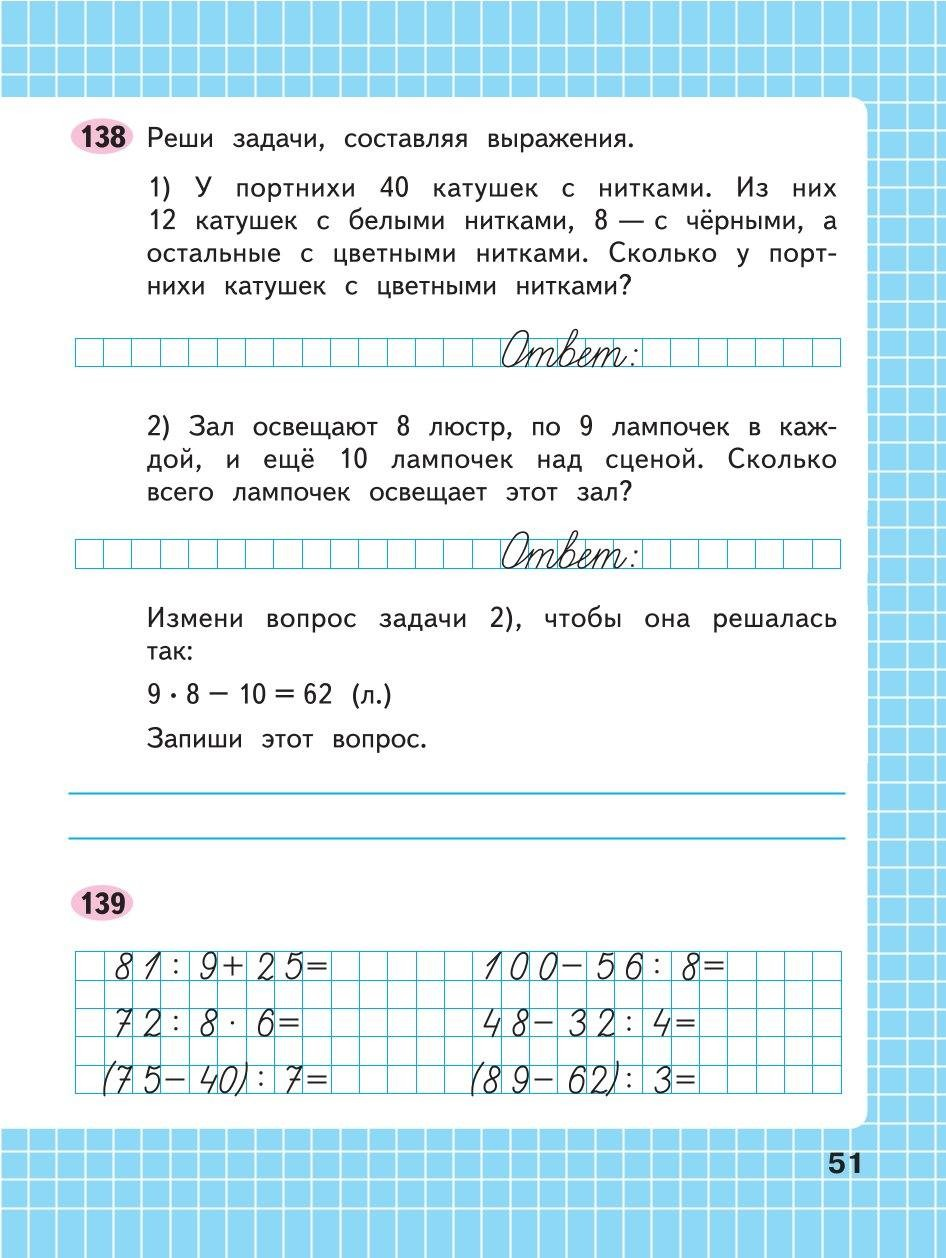 138 Реши задачи, составляя выражения.
1) У портнихи 40 катушек с нитками. Из них
12 катушек с белыми нитками, 8 — с чёрными, а
остальные с цветными нитками. Сколько у порт-
нихи катушек с цветными нитками?
Ответ:
2) Зал освещают 8 люстр, по 9 лампочек в каж-
дой, и ещё 10 лампочек над сценой. Сколько
всего лампочек освещает этот зал?
Ответ:
Измени вопрос задачи 2), чтобы она решалась
так:
9 · 8 − 10 = 62 (л.)
Запиши этот вопрос.
139
81 : 9 + 25 = 100 − 56 : 8 =
72 : 8 · 6 = 48 − 32 : 4 =
(75 − 40) : 7 = (89 − 62) : 3 =
51